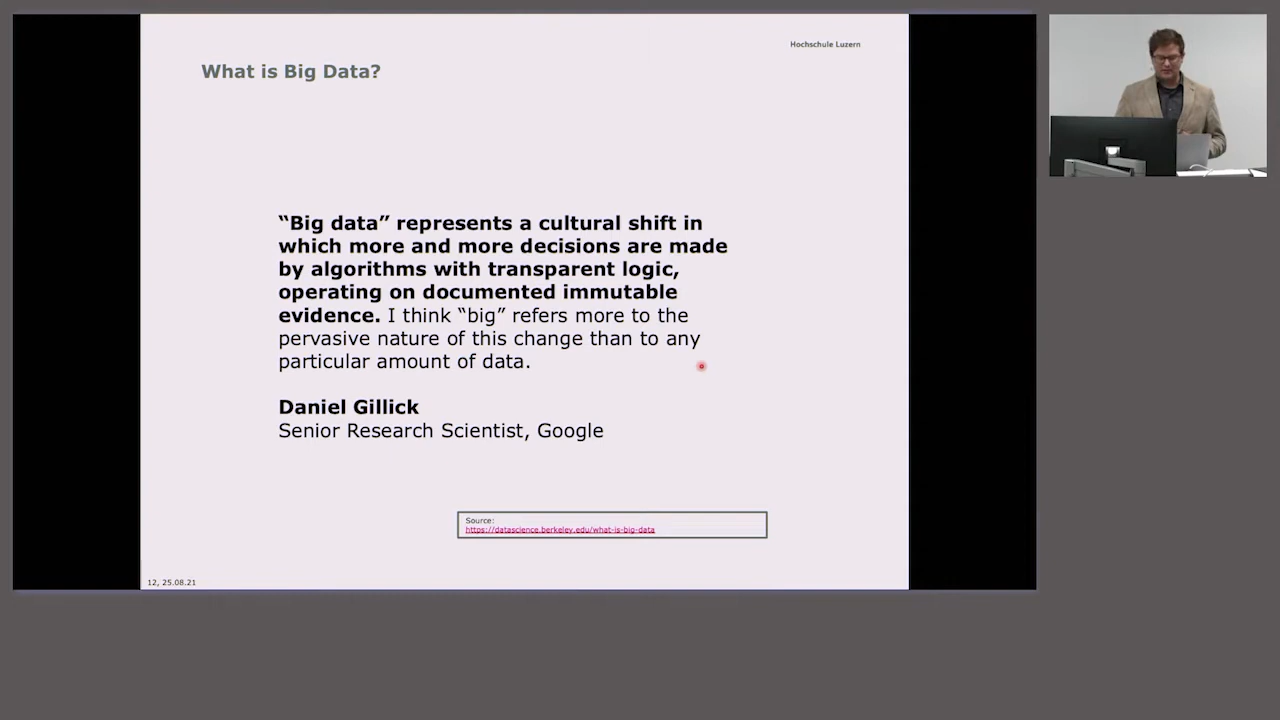 Hochschule Luzern
What is Big Data?
“Big data” represents a cultural shift in
which more and more decisions are made
by algorithms with transparent logic,
operating on documented immutable
evidence. I think “big” refers more to the
pervasive nature of this change than to any
particular amount of data.
Daniel Gillick
Senior Research Scientist, Google
Source:
https://datascience.berkeley.edu/what-is-big-data
12, 25.08.21